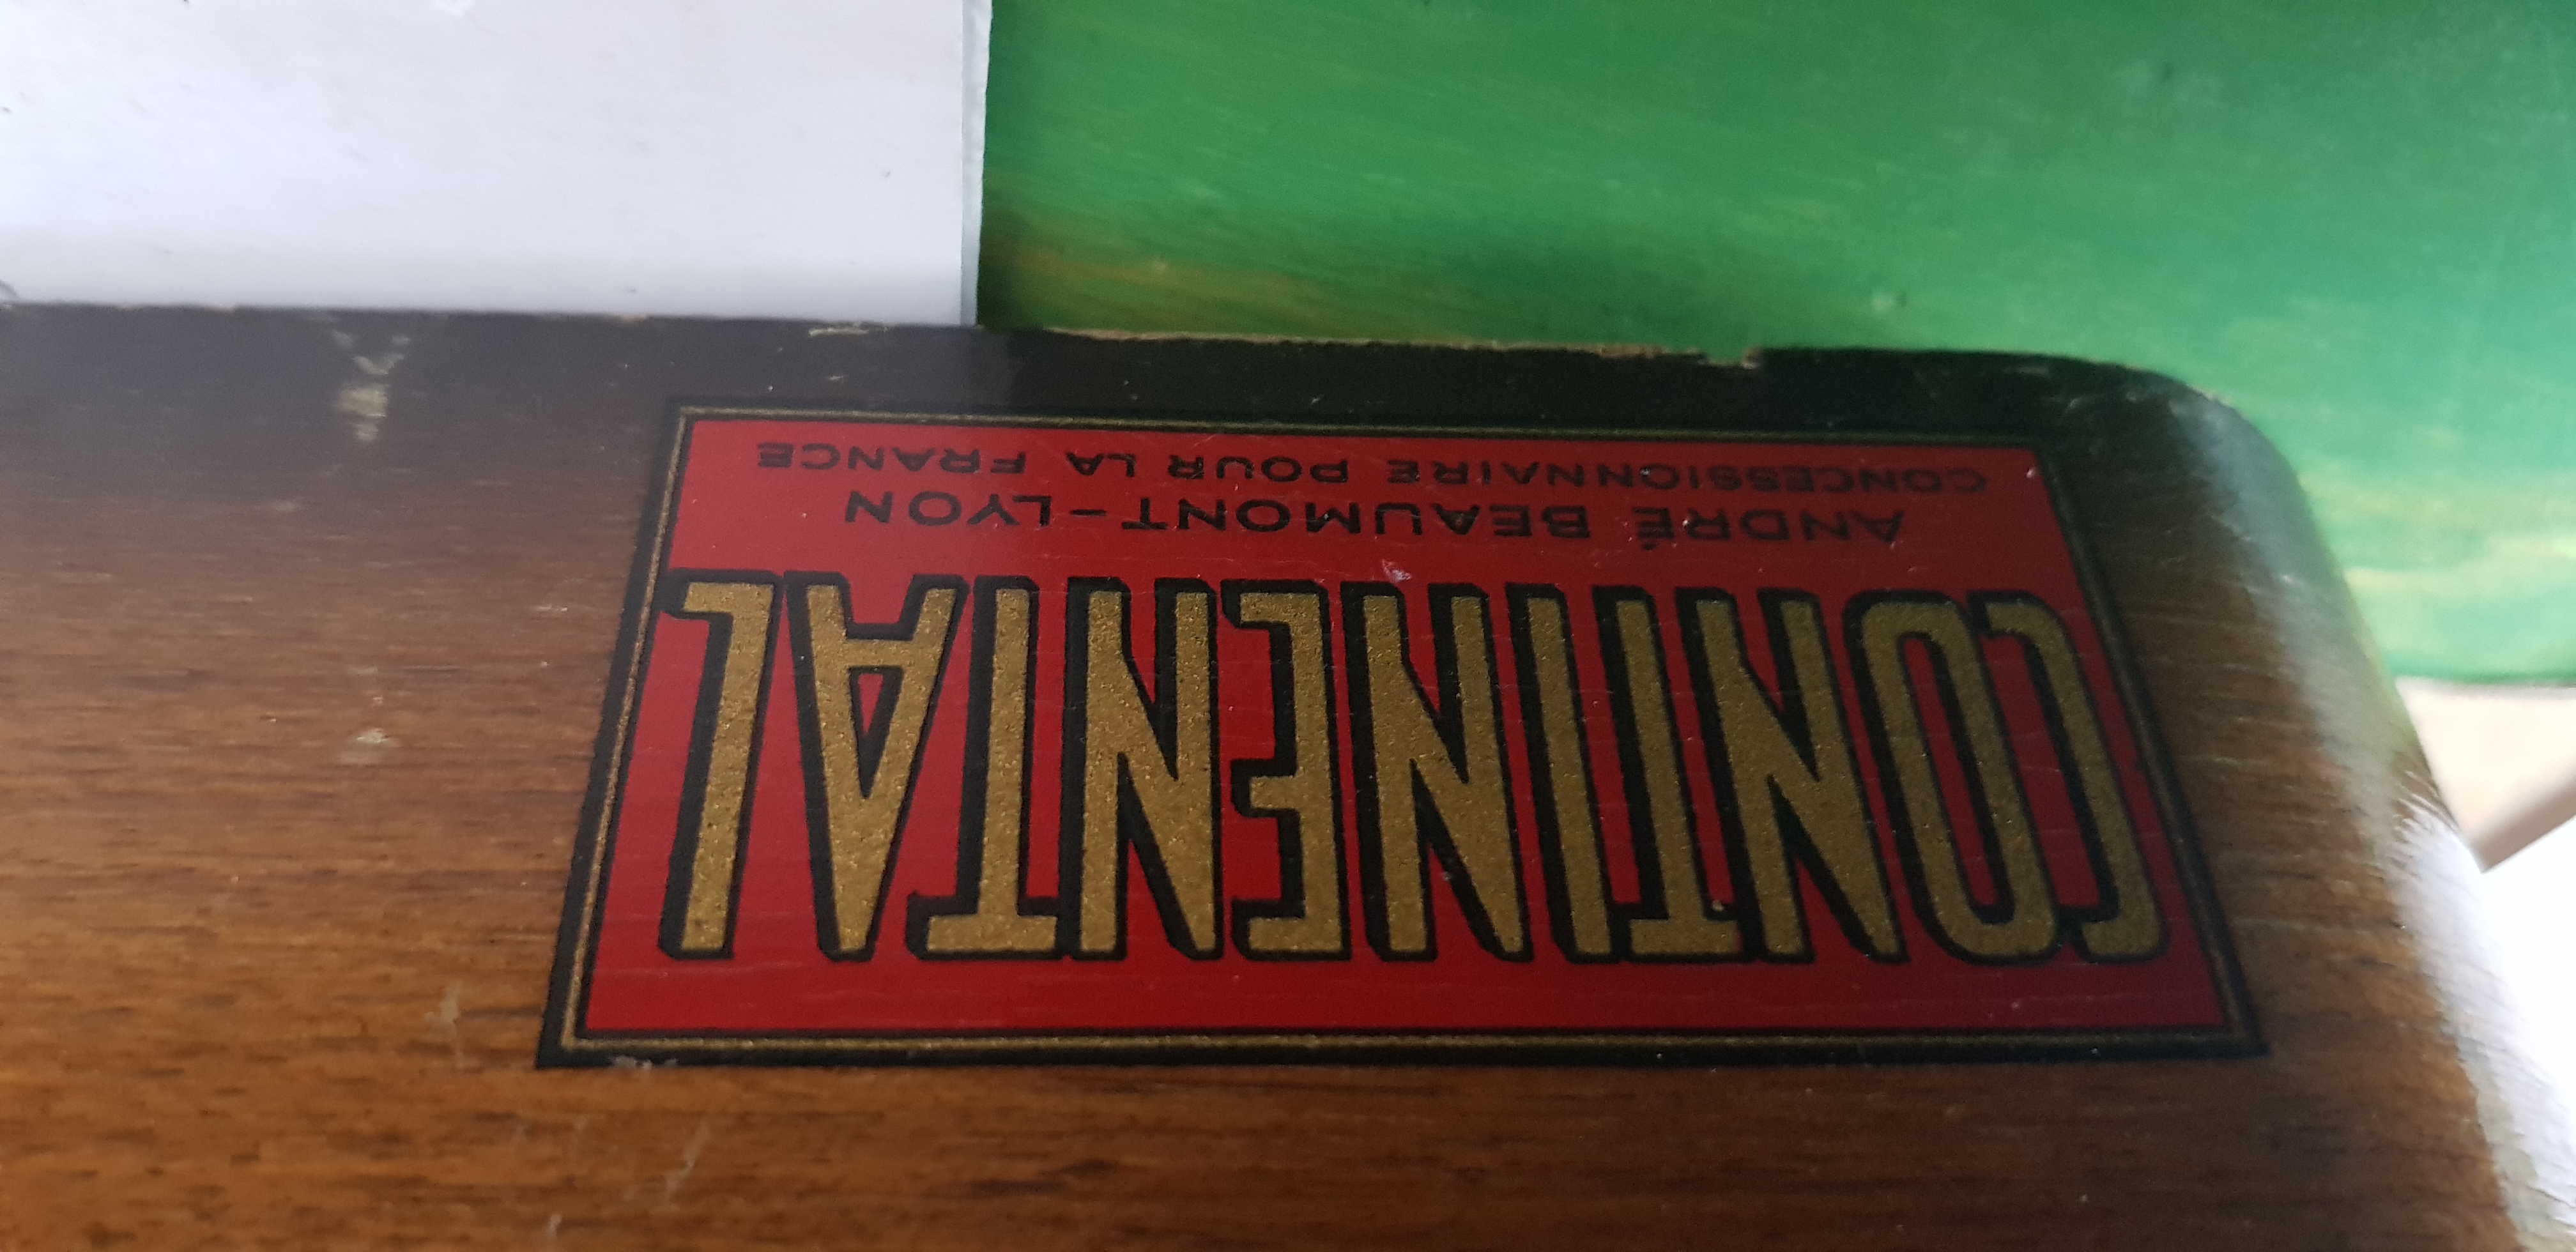 CONTINENTAL
ANDRÉ BEAUMONT-LYON
CONCESSIONNAIRE POUR LA FRANCE